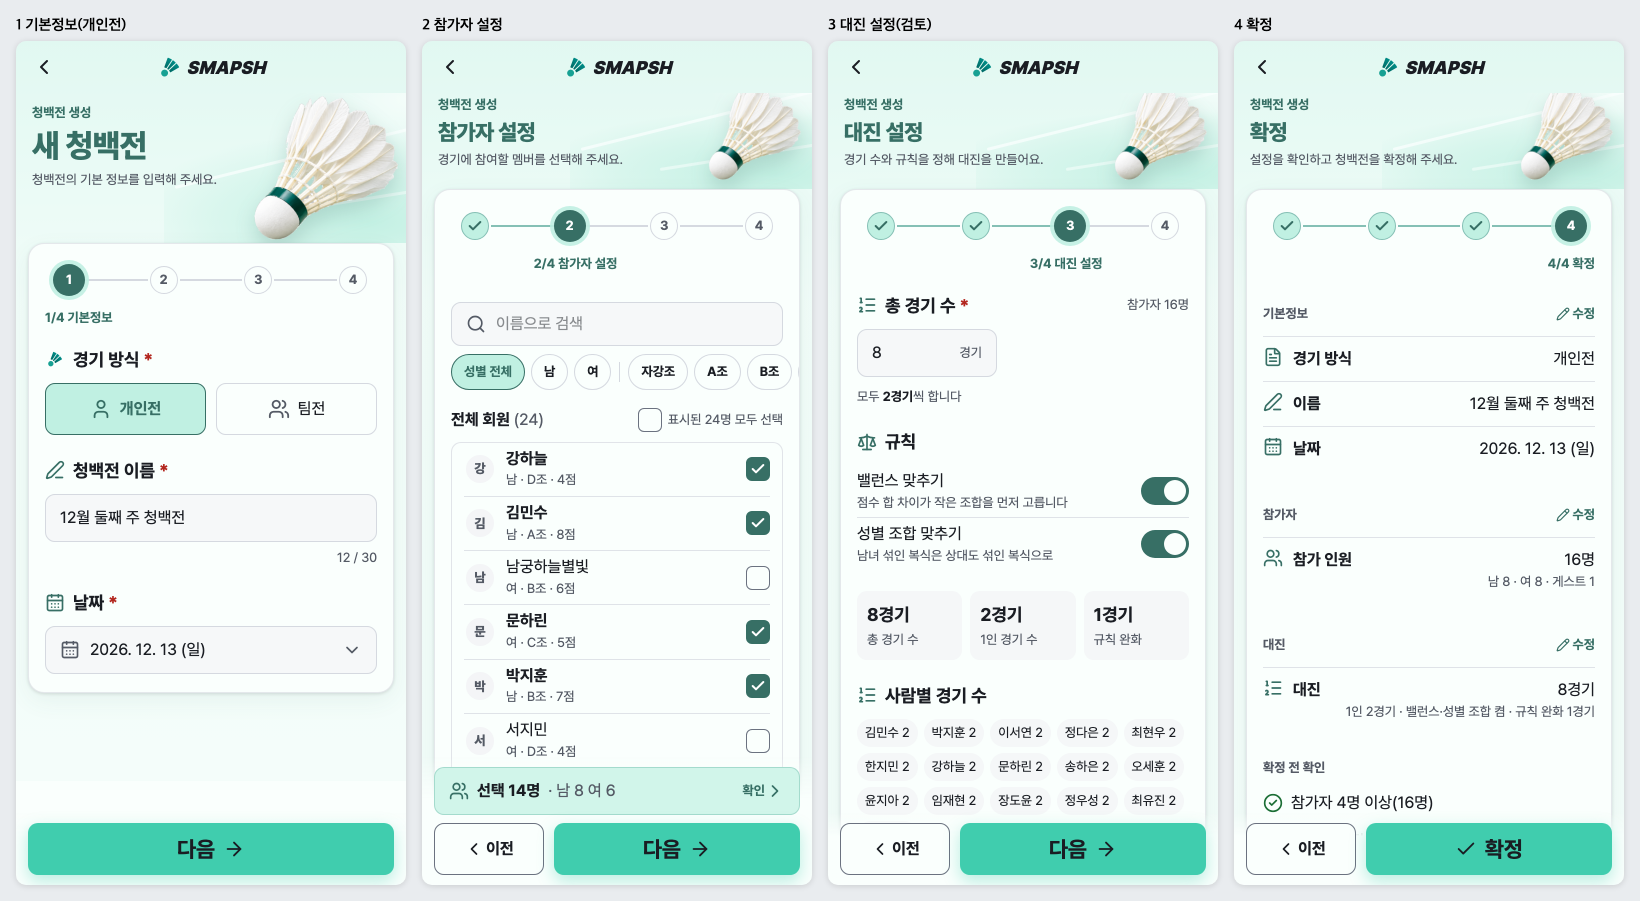 1 기본정보(개인전)
SMAPSH
청백전 생성
새 청백전
청백전의 기본 정보를 입력해 주세요.
1 2 3 4
1/4 기본정보
경기 방식 *
개인전 팀전
청백전 이름 *
12월 둘째 주 청백전
12 / 30
날짜 *
2026. 12. 13 (일)
다음
2 참가자 설정
SMAPSH
청백전 생성
참가자 설정
경기에 참여할 멤버를 선택해 주세요.
2 3 4
2/4 참가자 설정
이름으로 검색
성별 전체 남 여 자강조 A조 B조
전체 회원 (24) 표시된 24명 모두 선택
강 강하늘
남 · D조 · 4점
김 김민수
남 · A조 · 8점
남 남궁하늘별빛
여 · B조 · 6점
문 문하린
여 · C조 · 5점
박 박지훈
남 · B조 · 7점
서 서지민
여 · D조 · 4점
선택 14명 · 남 8 여 6 확인
이전 다음
3 대진 설정(검토)
SMAPSH
청백전 생성
대진 설정
경기 수와 규칙을 정해 대진을 만들어요.
3 4
3/4 대진 설정
총 경기 수 * 참가자 16명
8 경기
모두 2경기씩 합니다
규칙
밸런스 맞추기
점수 합 차이가 작은 조합을 먼저 고릅니다
성별 조합 맞추기
남녀 섞인 복식은 상대도 섞인 복식으로
8경기 2경기 1경기
총 경기 수 1인 경기 수 규칙 완화
사람별 경기 수
김민수 2 박지훈 2 이서연 2 정다은 2 최현우 2
한지민 2 강하늘 2 문하린 2 송하은 2 오세훈 2
윤지아 2 임재현 2 장도윤 2 정우성 2 최유진 2
이전 다음
4 확정
SMAPSH
청백전 생성
확정
설정을 확인하고 청백전을 확정해 주세요.
4
4/4 확정
기본정보 수정
경기 방식 개인전
이름 12월 둘째 주 청백전
날짜 2026. 12. 13 (일)
참가자 수정
참가 인원 16명
남 8 · 여 8 · 게스트 1
대진 수정
대진 8경기
1인 2경기 · 밸런스·성별 조합 켬 · 규칙 완화 1경기
확정 전 확인
참가자 4명 이상(16명)
이전 확정